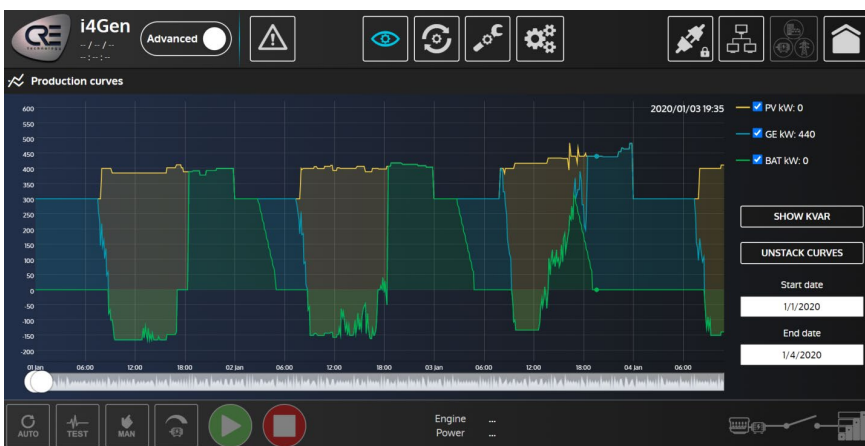 CRE
technology
i4Gen
-- / -- / --
-- : -- : --
Advanced
Production curves
2020/01/03 19:35
600
550
500
450
400
350
300
250
200
150
100
50
0
-50
-100
-150
-200
01 Jan 06:00 12:00 18:00 02 Jan 06:00 12:00 18:00 03 Jan 06:00 12:00 18:00 04 Jan 06:00
PV kW: 0
GE kW: 440
BAT kW: 0
SHOW KVAR
UNSTACK CURVES
Start date
1/1/2020
End date
1/4/2020
AUTO
TEST
MAN
Engine ...
Power ...